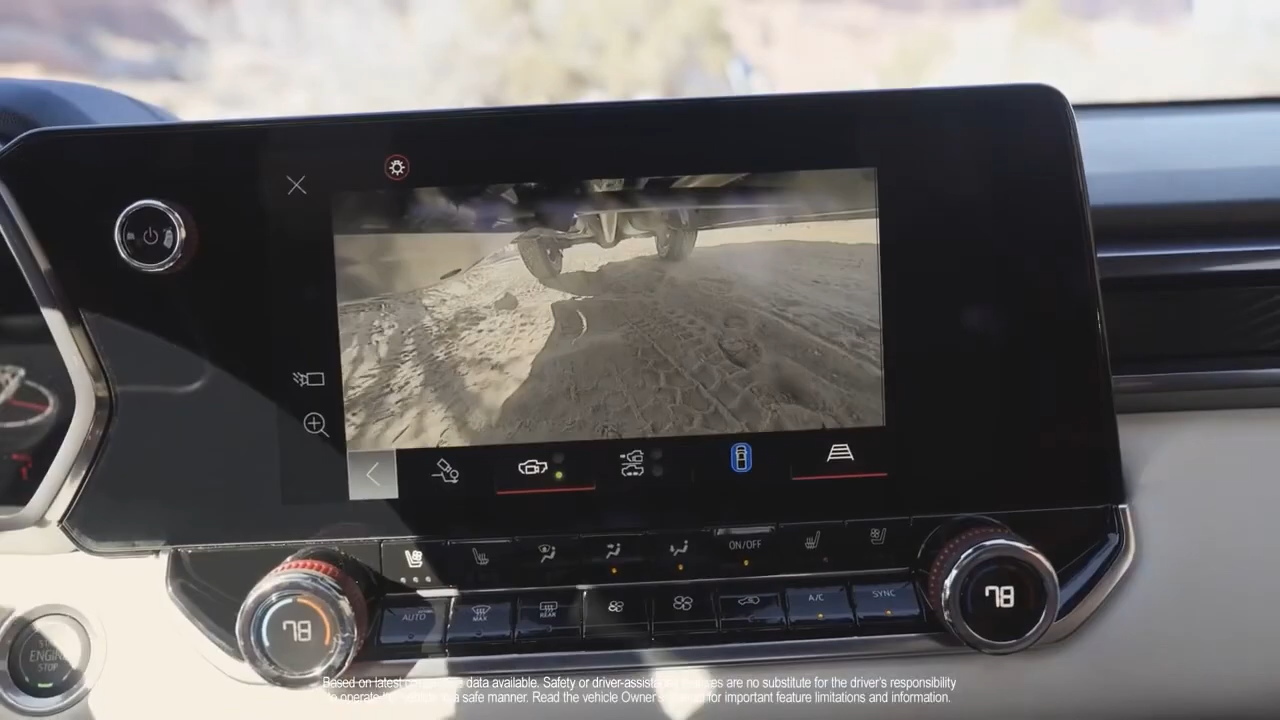 ON/OFF
AUTO
MAX
REAR
A/C
SYNC
78
78
ENGINE
STOP
Based on latest data available. Safety or driver-assistance features are no substitute for the driver's responsibility
to operate the vehicle in a safe manner. Read the vehicle Owner's Manual for important feature limitations and information.